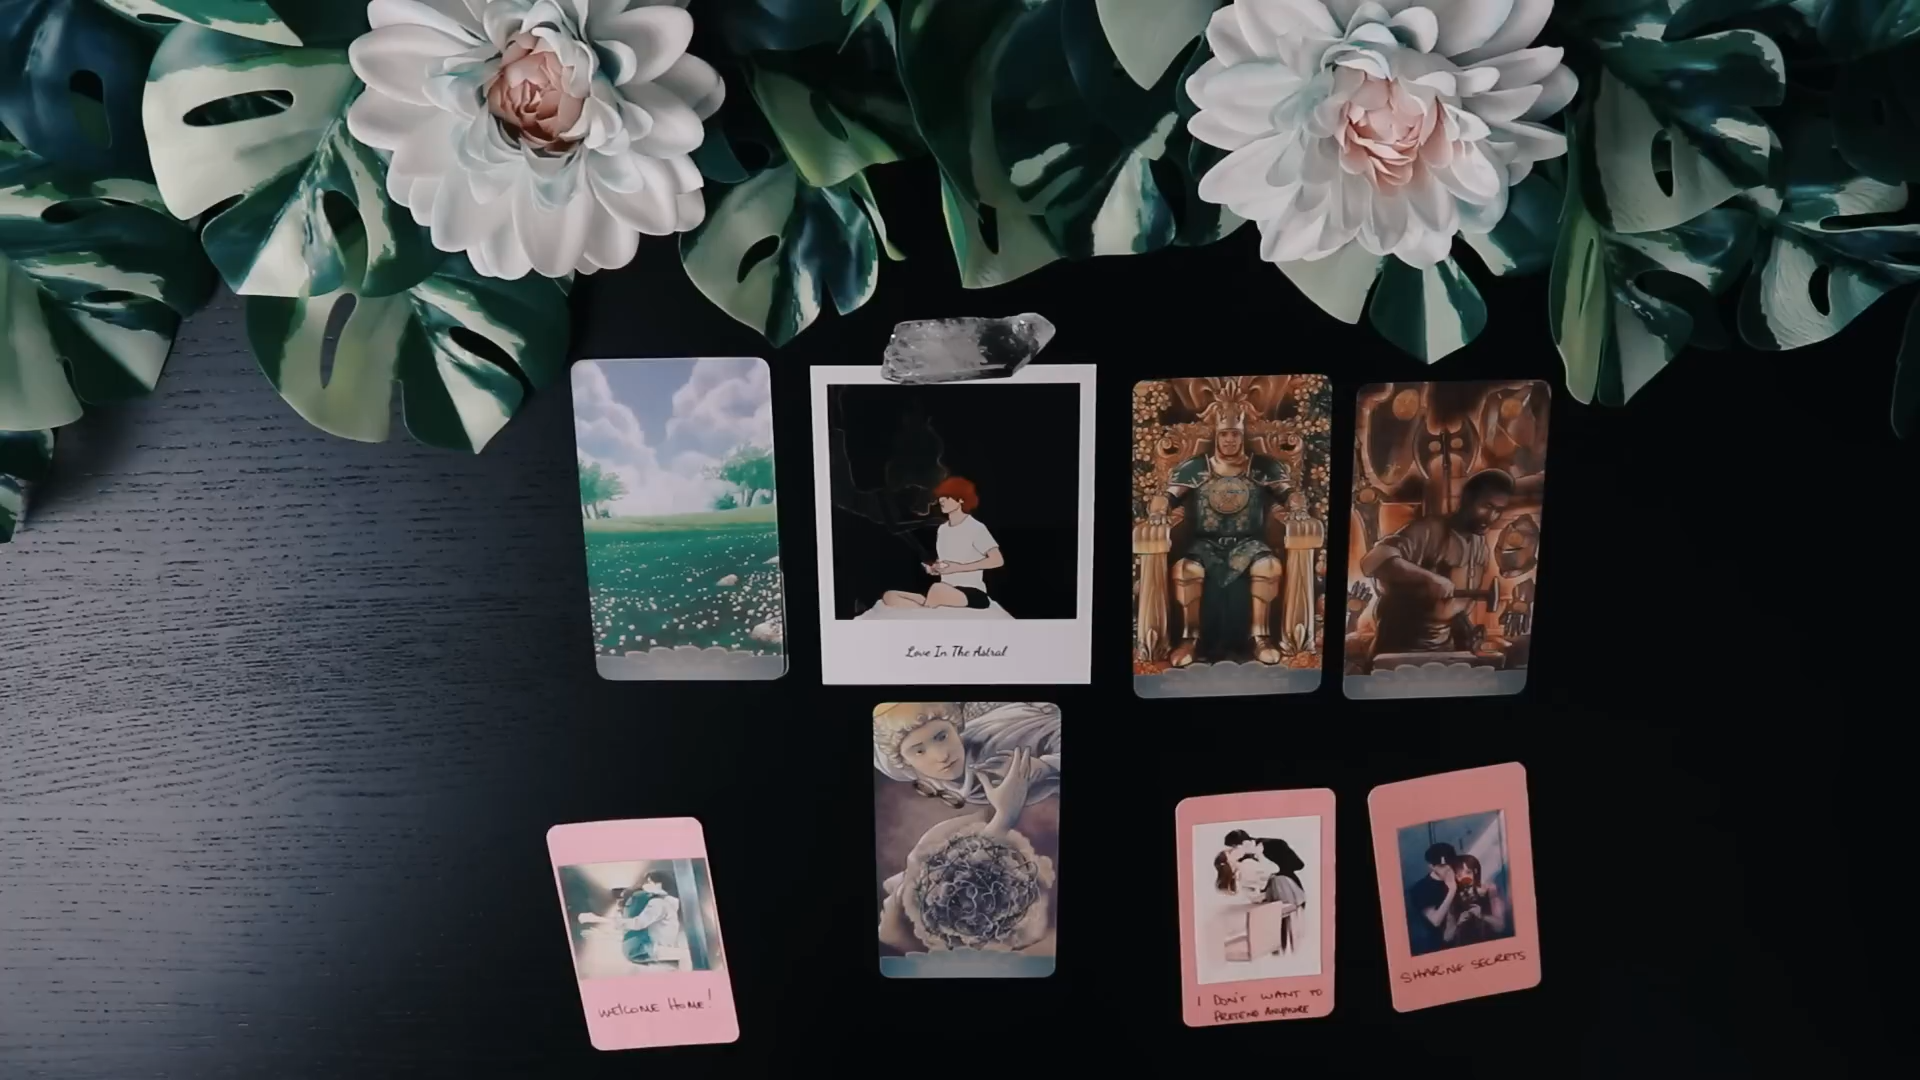 Love In The Astral
WELCOME HOME!
I DON'T WANT TO
PRETEND ANYMORE
SHARING SECRETS